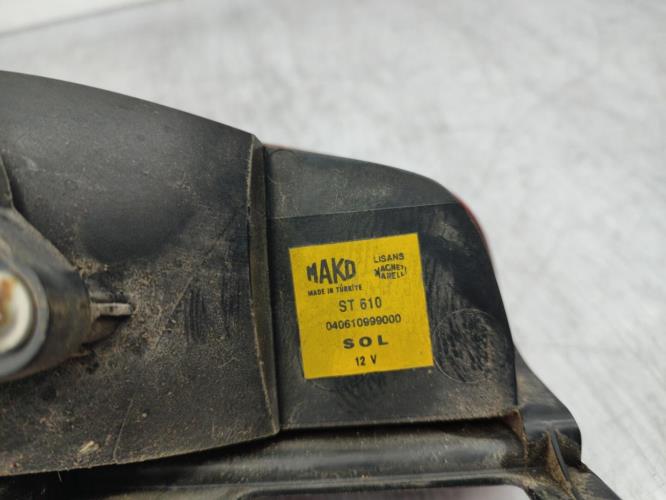 MAKO
MADE IN TÜRKİYE
LISANS
MAGNETI
MARELLI
ST 610
040610999000
SOL
12 V